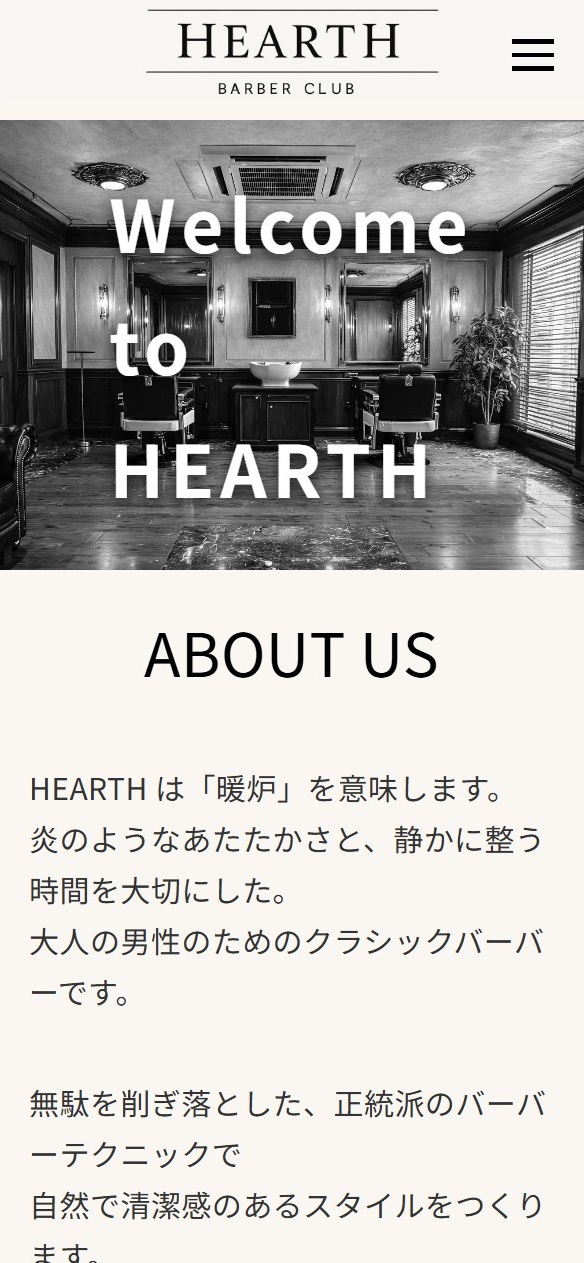 HEARTH
BARBER CLUB
Welcome
to
HEARTH
ABOUT US
HEARTH は「暖炉」を意味します。
炎のようなあたたかさと、静かに整う
時間を大切にした。
大人の男性のためのクラシックバーバ
ーです。
無駄を削ぎ落とした、正統派のバーバ
ーテクニックで
自然で清潔感のあるスタイルをつくり
ます。